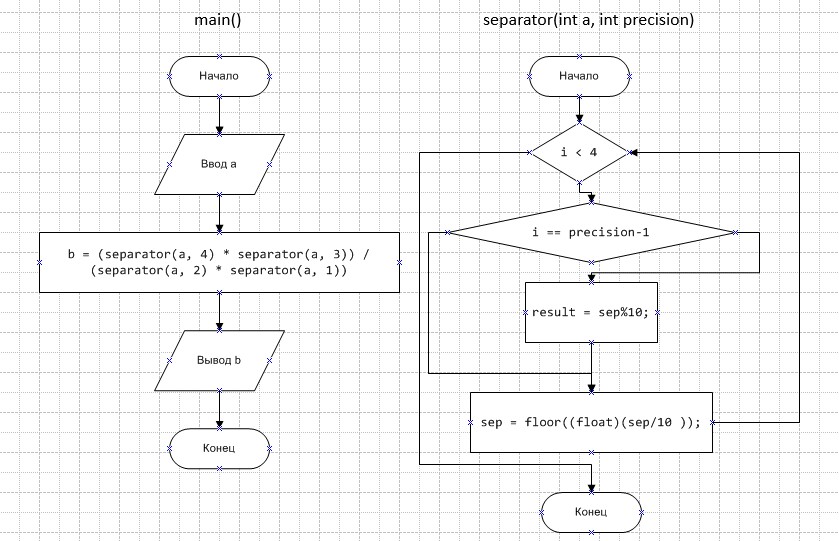 main()
Начало
Ввод a
b = (separator(a, 4) * separator(a, 3)) /
(separator(a, 2) * separator(a, 1))
Вывод b
Конец
separator(int a, int precision)
Начало
i < 4
i == precision-1
result = sep%10;
sep = floor((float)(sep/10 ));
Конец